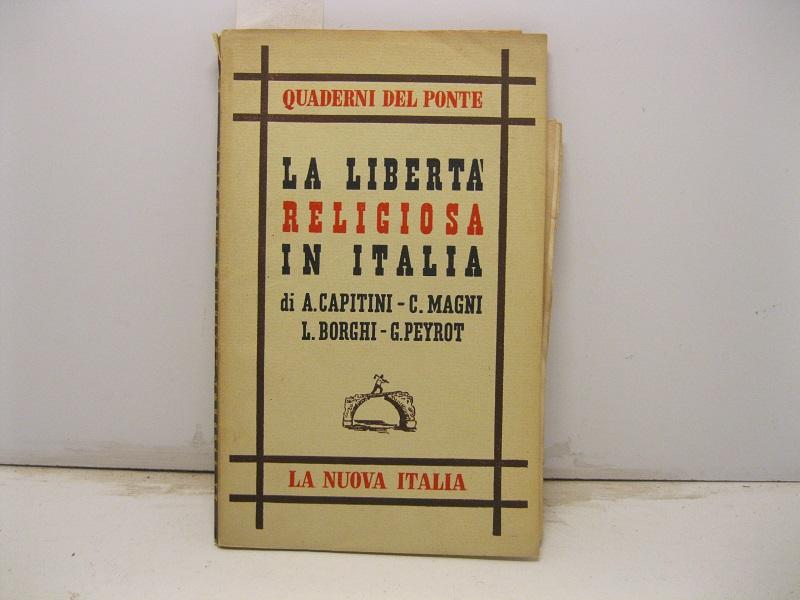 QUADERNI DEL PONTE
LA LIBERTA'
RELIGIOSA
IN ITALIA
di A. CAPITINI - C. MAGNI
L. BORGHI - G. PEYROT
LA NUOVA ITALIA